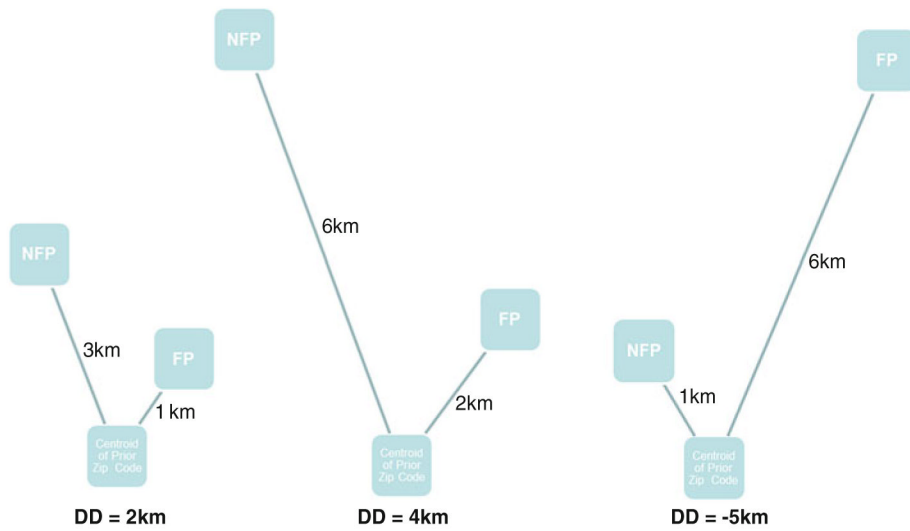 NFP
3km
FP
1 km
Centroid
of Prior
Zip Code
DD = 2km
NFP
6km
FP
2km
Centroid
of Prior
Zip Code
DD = 4km
FP
6km
NFP
1km
Centroid
of Prior
Zip Code
DD = -5km